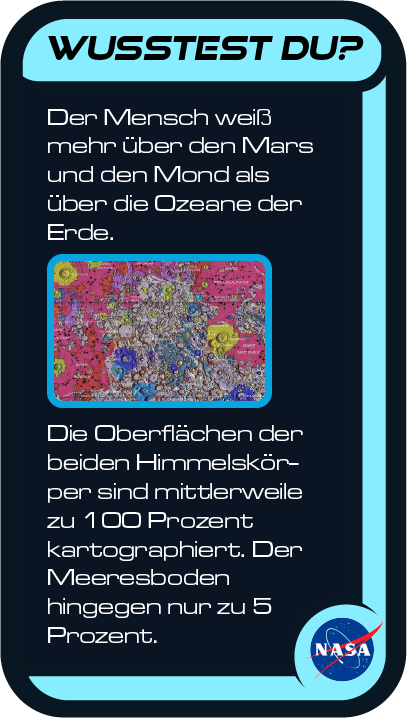 WUSSTEST DU?
Der Mensch weiß
mehr über den Mars
und den Mond als
über die Ozeane der
Erde.
Die Oberflächen der
beiden Himmelskör-
per sind mittlerweile
zu 100 Prozent
kartographiert. Der
Meeresboden
hingegen nur zu 5
Prozent.
NASA